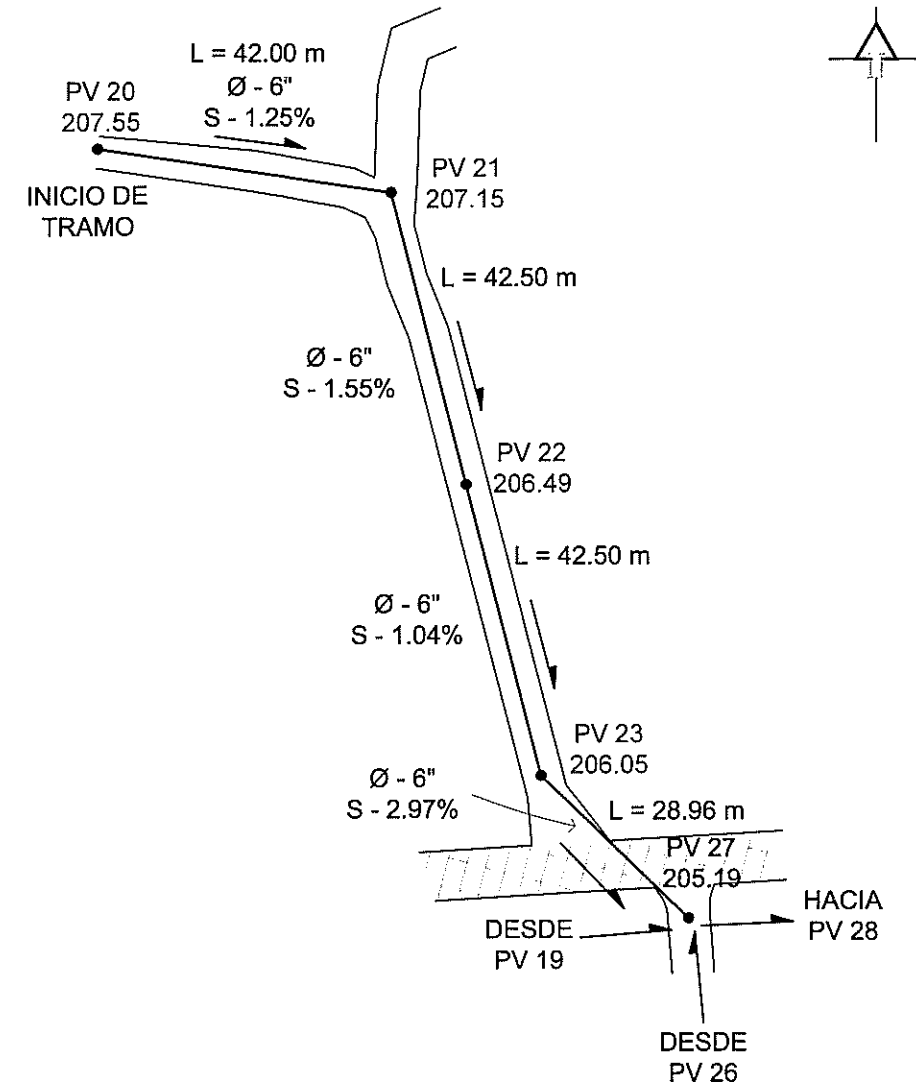 L = 42.00 m
Ø - 6"
S - 1.25%
PV 20
207.55
INICIO DE
TRAMO
PV 21
207.15
L = 42.50 m
Ø - 6"
S - 1.55%
PV 22
206.49
L = 42.50 m
Ø - 6"
S - 1.04%
PV 23
206.05
Ø - 6"
S - 2.97%
L = 28.96 m
PV 27
205.19
DESDE
PV 19
HACIA
PV 28
DESDE
PV 26